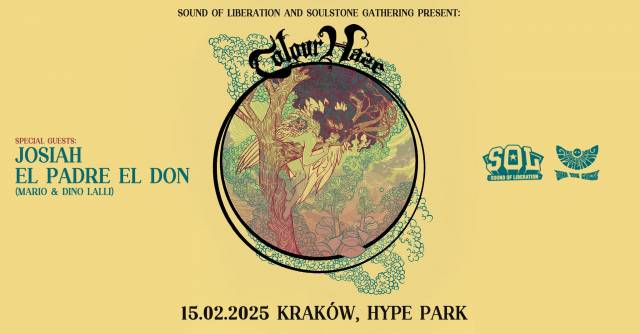 SOUND OF LIBERATION AND SOULSTONE GATHERING PRESENT:
Colour Haze
SPECIAL GUESTS:
JOSIAH
EL PADRE EL DON
(MARIO & DINO LALLI)
SOL
SOUND OF LIBERATION
15.02.2025 KRAKÓW, HYPE PARK